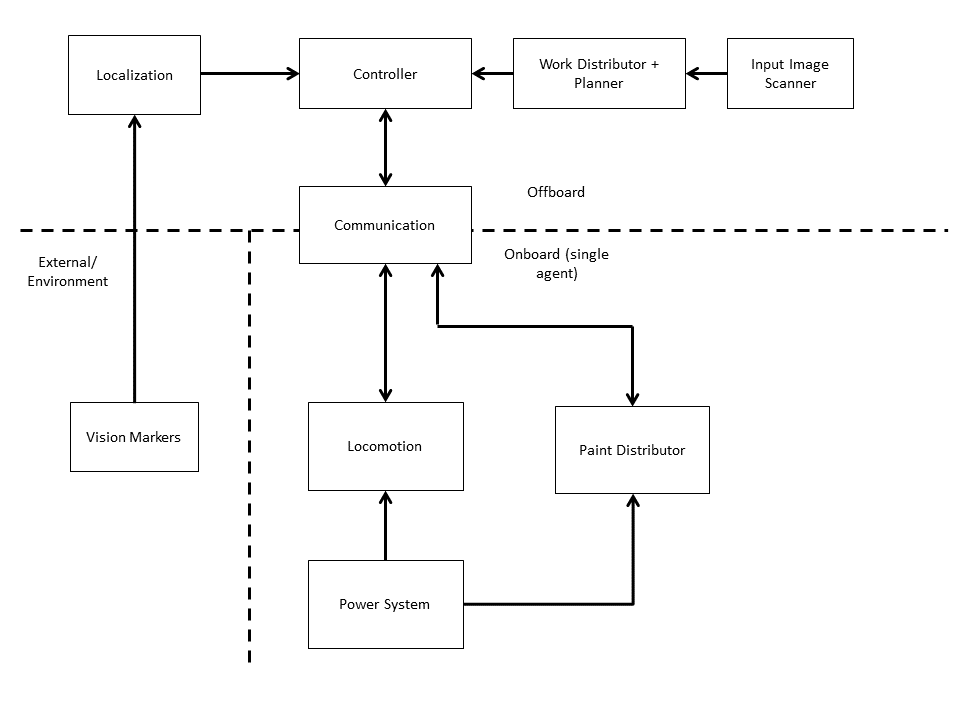 Localization
Controller
Work Distributor +
Planner
Input Image
Scanner
Offboard
Communication
External/
Environment
Onboard (single
agent)
Vision Markers
Locomotion
Paint Distributor
Power System